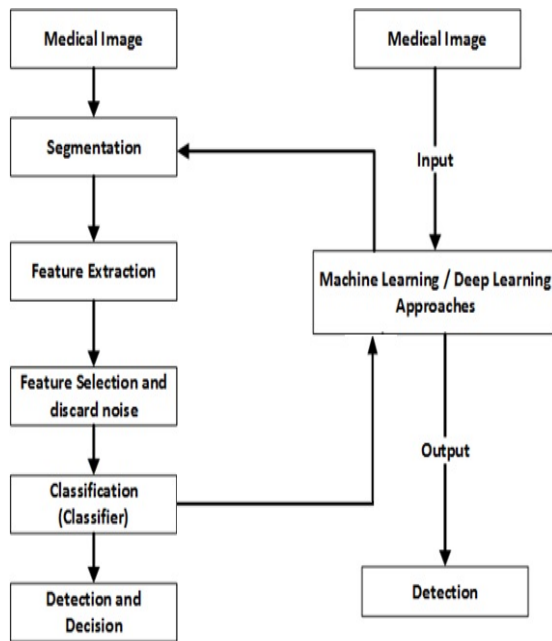 Medical Image
Segmentation
Feature Extraction
Feature Selection and
discard noise
Classification
(Classifier)
Detection and
Decision
Medical Image
Input
Machine Learning / Deep Learning
Approaches
Output
Detection